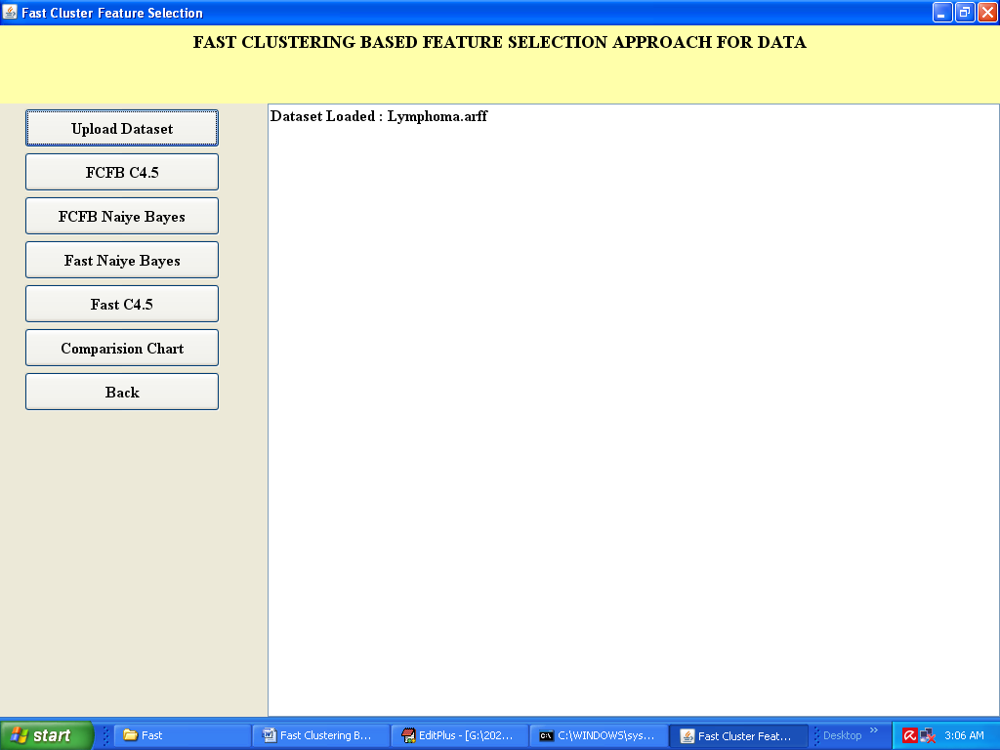 Fast Cluster Feature Selection
FAST CLUSTERING BASED FEATURE SELECTION APPROACH FOR DATA
Upload Dataset
FCFB C4.5
FCFB Naiye Bayes
Fast Naiye Bayes
Fast C4.5
Comparision Chart
Back
Dataset Loaded : Lymphoma.arff
start
Fast
Fast Clustering B...
EditPlus - [G:\202...
C:\WINDOWS\sys...
Fast Cluster Feat...
Desktop
3:06 AM